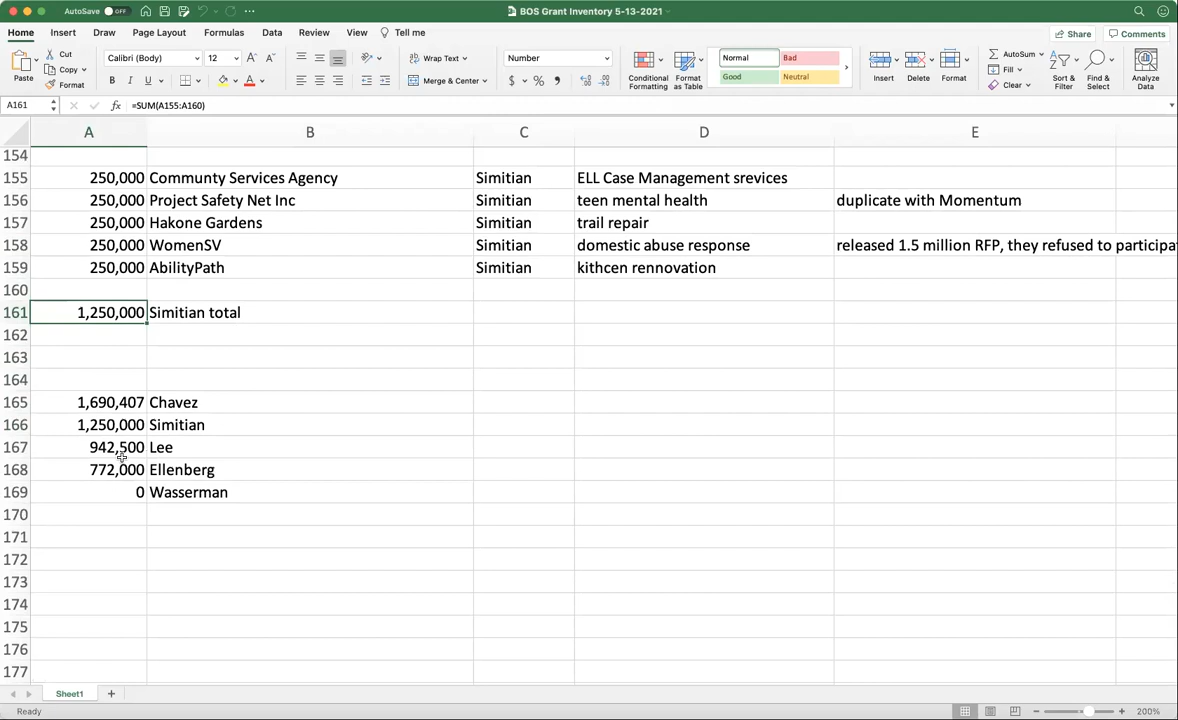 AutoSave OFF BOS Grant Inventory 5-13-2021
Home Insert Draw Page Layout Formulas Data Review View Tell me Share Comments
Paste Cut Copy Format Calibri (Body) 12 A A B I U A Wrap Text Merge & Center Number $ % Conditional Formatting Format as Table Normal Bad Good Neutral Insert Delete Format AutoSum Fill Clear Sort & Filter Find & Select Analyze Data
A161 fx =SUM(A155:A160)
A B C D E
154
155 250,000 Communty Services Agency Simitian ELL Case Management srevices
156 250,000 Project Safety Net Inc Simitian teen mental health duplicate with Momentum
157 250,000 Hakone Gardens Simitian trail repair
158 250,000 WomenSV Simitian domestic abuse response released 1.5 million RFP, they refused to participat
159 250,000 AbilityPath Simitian kithcen rennovation
160
161 1,250,000 Simitian total
162
163
164
165 1,690,407 Chavez
166 1,250,000 Simitian
167 942,500 Lee
168 772,000 Ellenberg
169 0 Wasserman
170
171
172
173
174
175
176
177
Sheet1
Ready 200%